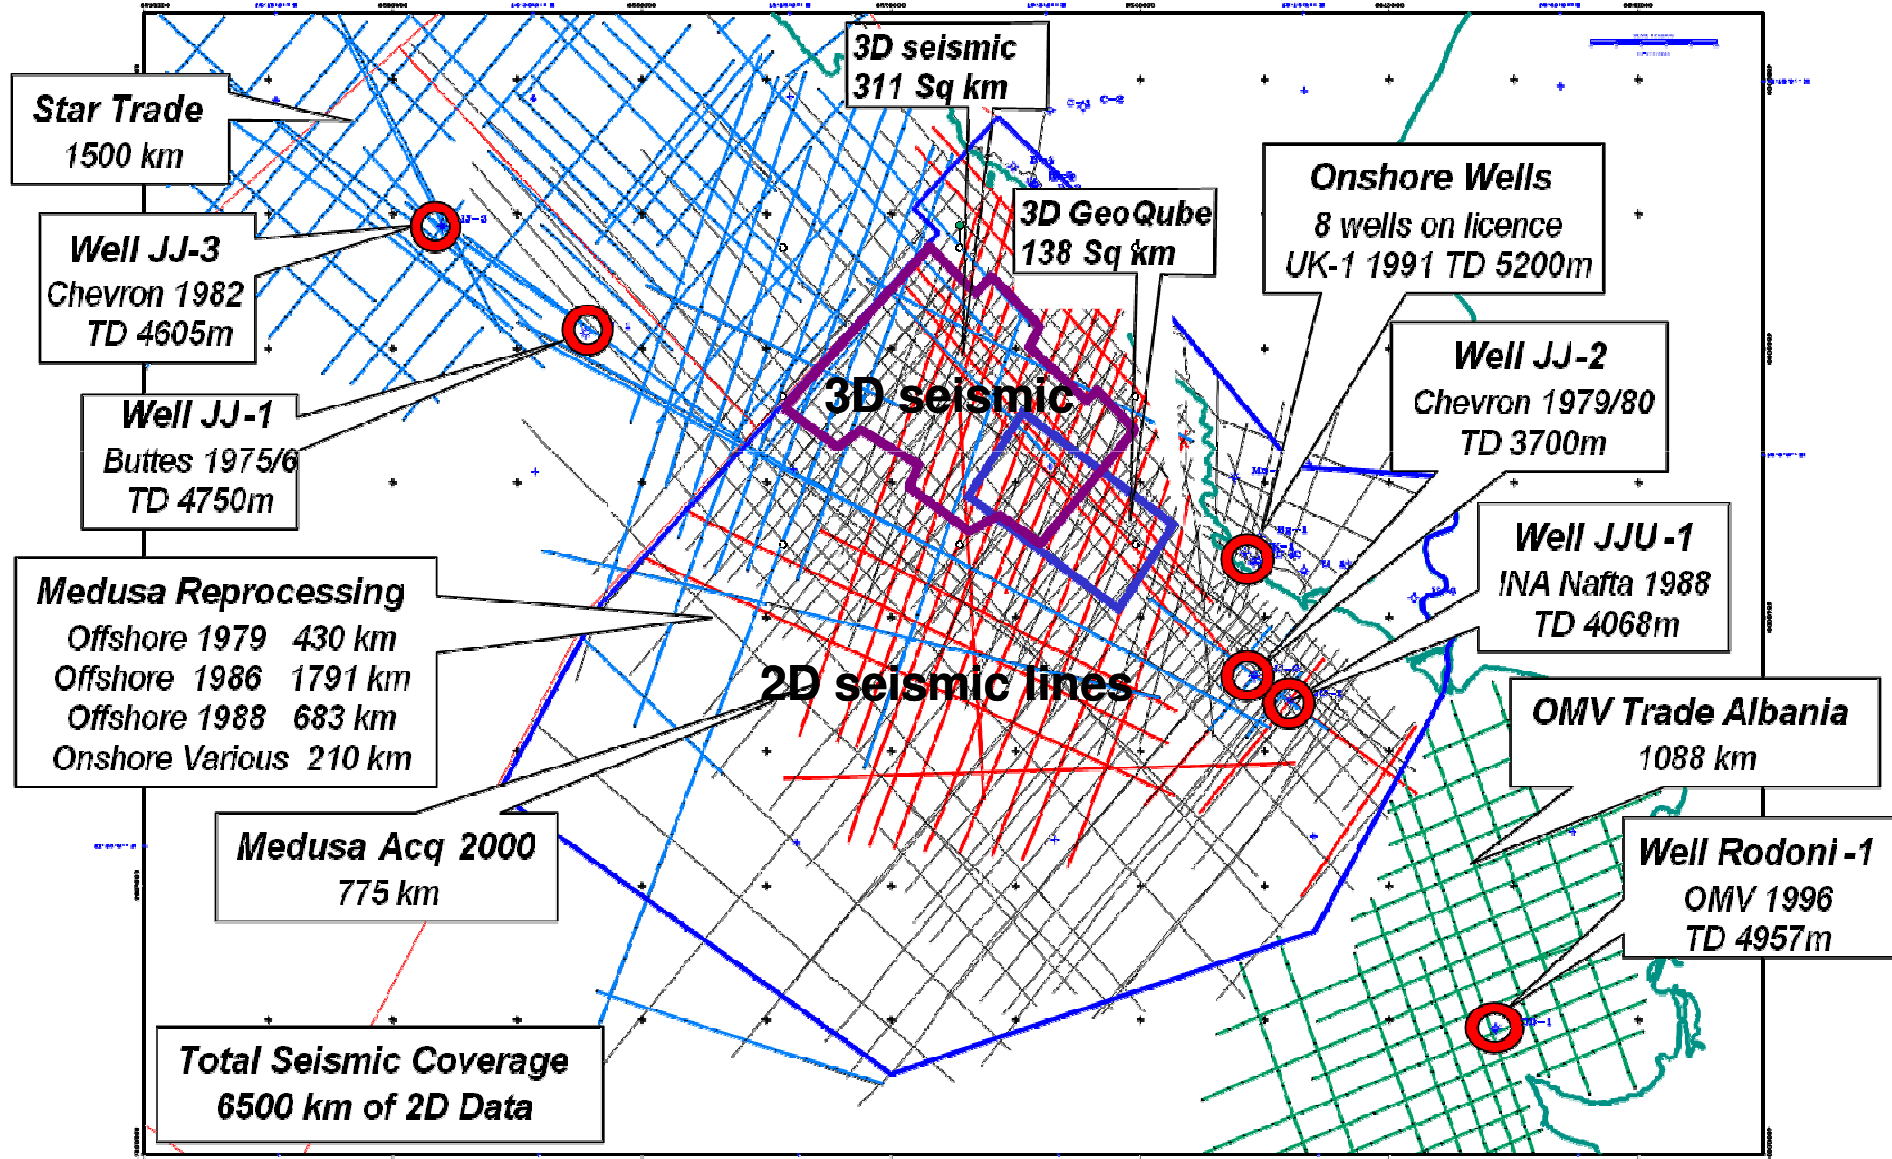 3D seismic
311 Sq km
Star Trade
1500 km
Onshore Wells
8 wells on licence
UK-1 1991 TD 5200m
3D GeoQube
138 Sq km
Well JJ-3
Chevron 1982
TD 4605m
JJ-3
Well JJ-2
Chevron 1979/80
TD 3700m
3D seismic
Well JJ-1
Buttes 1975/6
TD 4750m
Well JJU-1
INA Nafta 1988
TD 4068m
Medusa Reprocessing
Offshore 1979 430 km
Offshore 1986 1791 km
Offshore 1988 683 km
Onshore Various 210 km
2D seismic lines
OMV Trade Albania
1088 km
Medusa Acq 2000
775 km
Well Rodoni-1
OMV 1996
TD 4957m
Total Seismic Coverage
6500 km of 2D Data